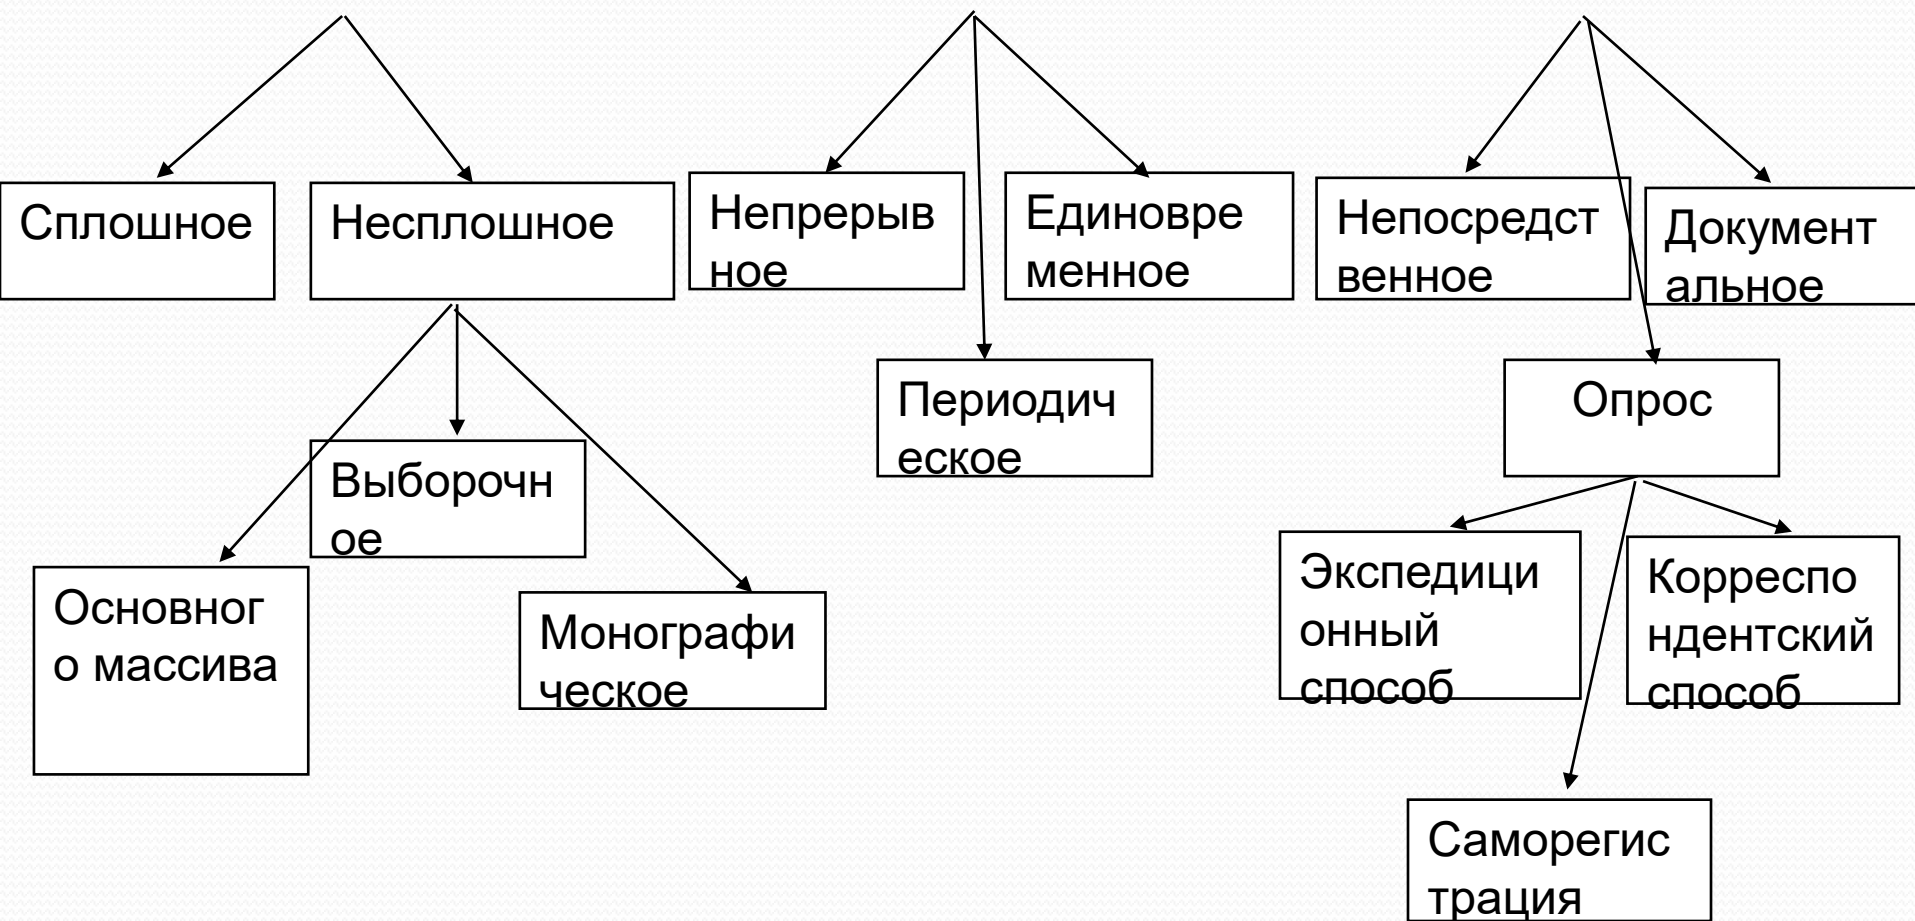 Сплошное
Несплошное
Непрерыв
ное
Единовре
менное
Непосредст
венное
Документ
альное
Периодич
еское
Опрос
Выборочн
ое
Основног
о массива
Монографи
ческое
Экспедици
онный
способ
Корреспо
ндентский
способ
Саморегис
трация